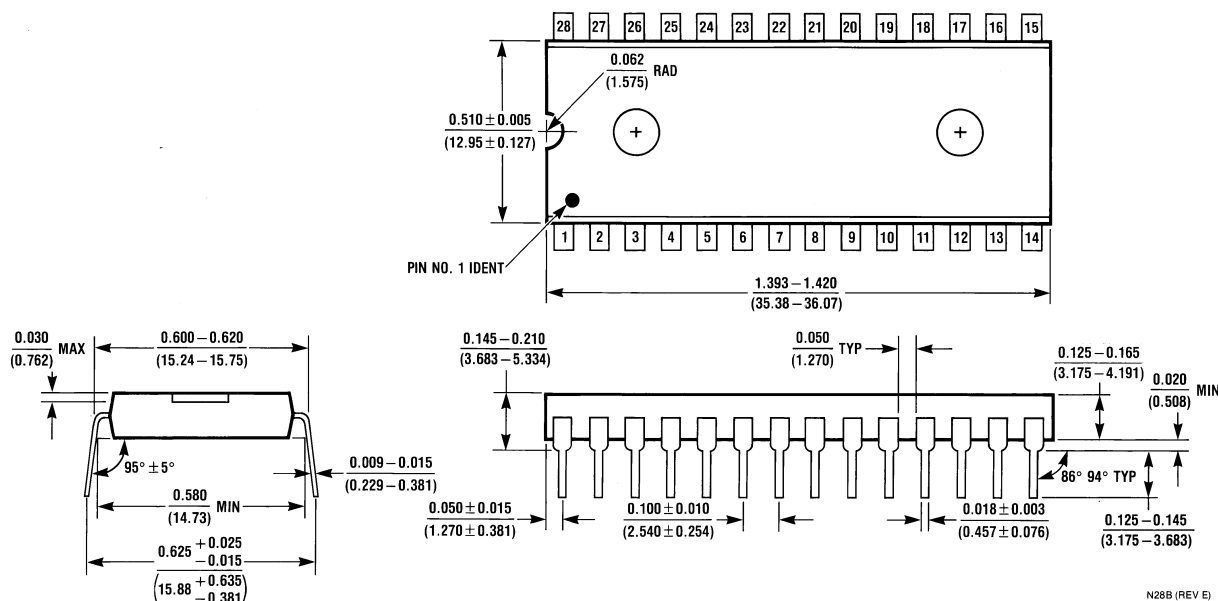 28 27 26 25 24 23 22 21 20 19 18 17 16 15
0.062
(1.575)
RAD
0.510 ± 0.005
(12.95 ± 0.127)
PIN NO. 1 IDENT
1 2 3 4 5 6 7 8 9 10 11 12 13 14
1.393 – 1.420
(35.38 – 36.07)
0.030
(0.762)
MAX
0.600 – 0.620
(15.24 – 15.75)
95° ± 5°
0.580
(14.73)
MIN
0.625 + 0.025
– 0.015
(15.88 + 0.635
– 0.381)
0.009 – 0.015
(0.229 – 0.381)
0.145 – 0.210
(3.683 – 5.334)
0.050
(1.270)
TYP
0.125 – 0.165
(3.175 – 4.191)
0.020
(0.508)
MIN
86° 94° TYP
0.050 ± 0.015
(1.270 ± 0.381)
0.100 ± 0.010
(2.540 ± 0.254)
0.018 ± 0.003
(0.457 ± 0.076)
0.125 – 0.145
(3.175 – 3.683)
N28B (REV E)